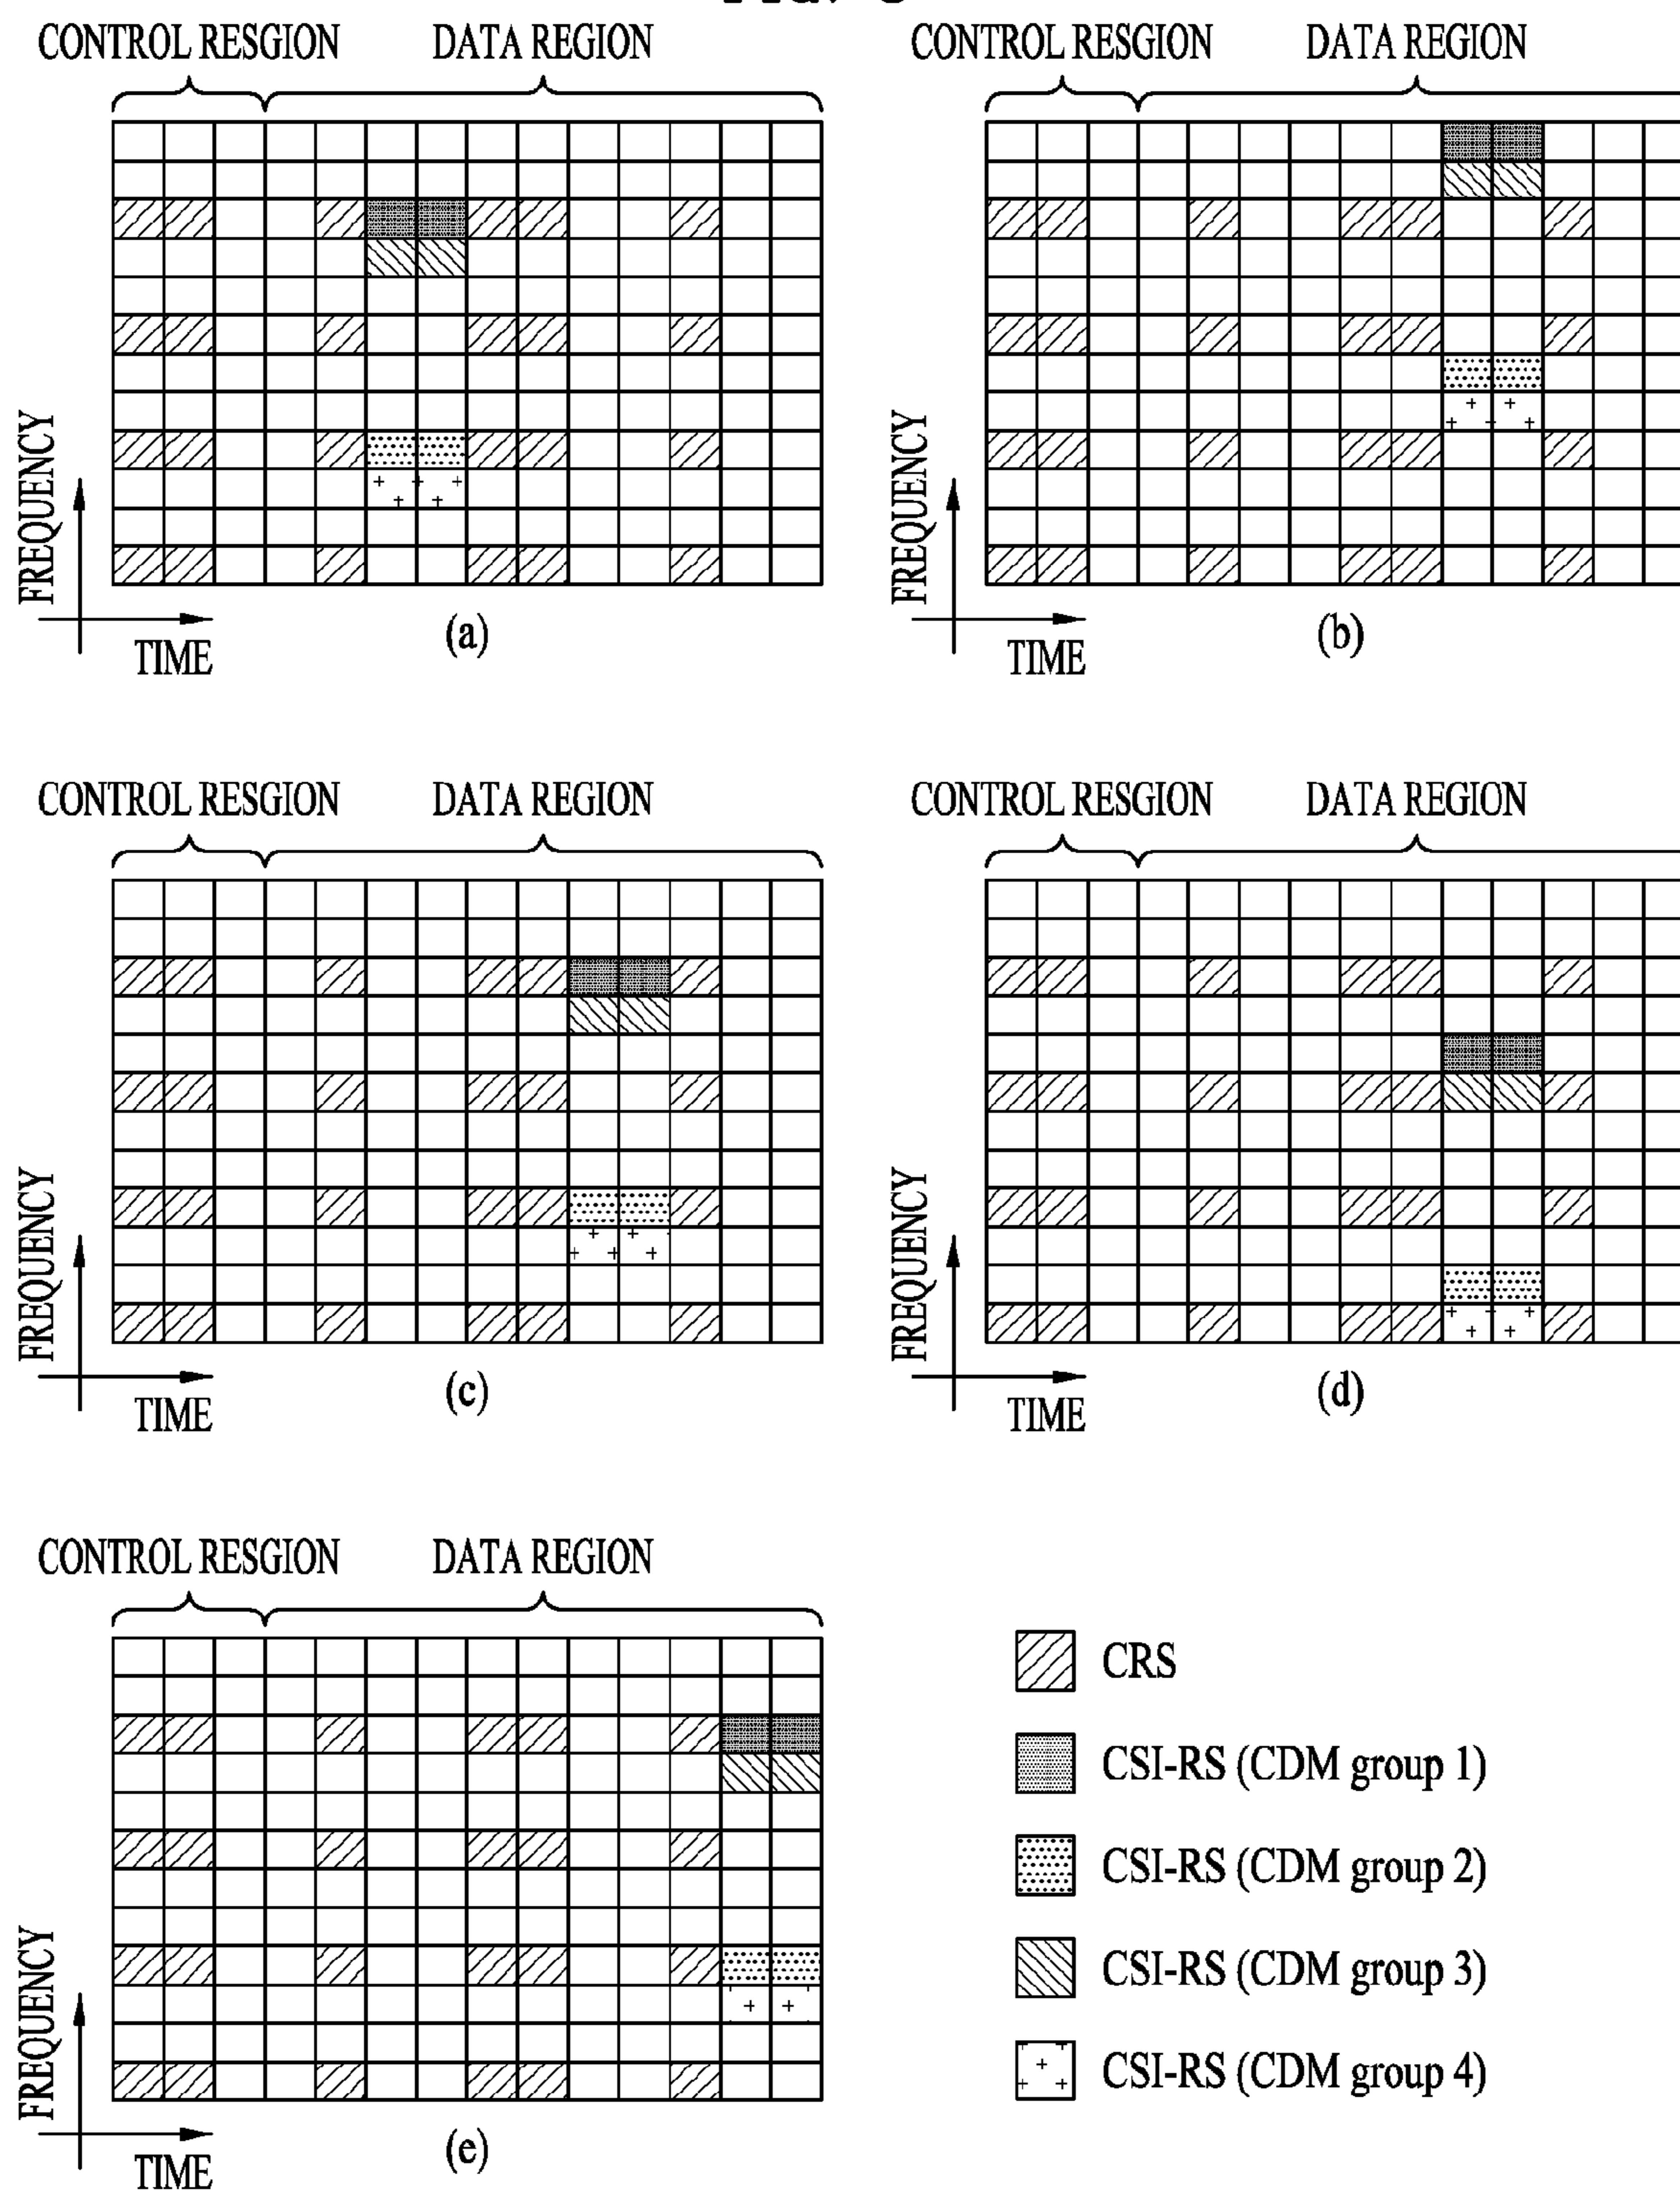 CONTROL RESGION DATA REGION
CONTROL RESGION DATA REGION
FREQUENCY
TIME
(a)
FREQUENCY
TIME
(b)
CONTROL RESGION DATA REGION
CONTROL RESGION DATA REGION
FREQUENCY
TIME
(c)
FREQUENCY
TIME
(d)
CONTROL RESGION DATA REGION
FREQUENCY
TIME
(e)
CRS
CSI-RS (CDM group 1)
CSI-RS (CDM group 2)
CSI-RS (CDM group 3)
CSI-RS (CDM group 4)